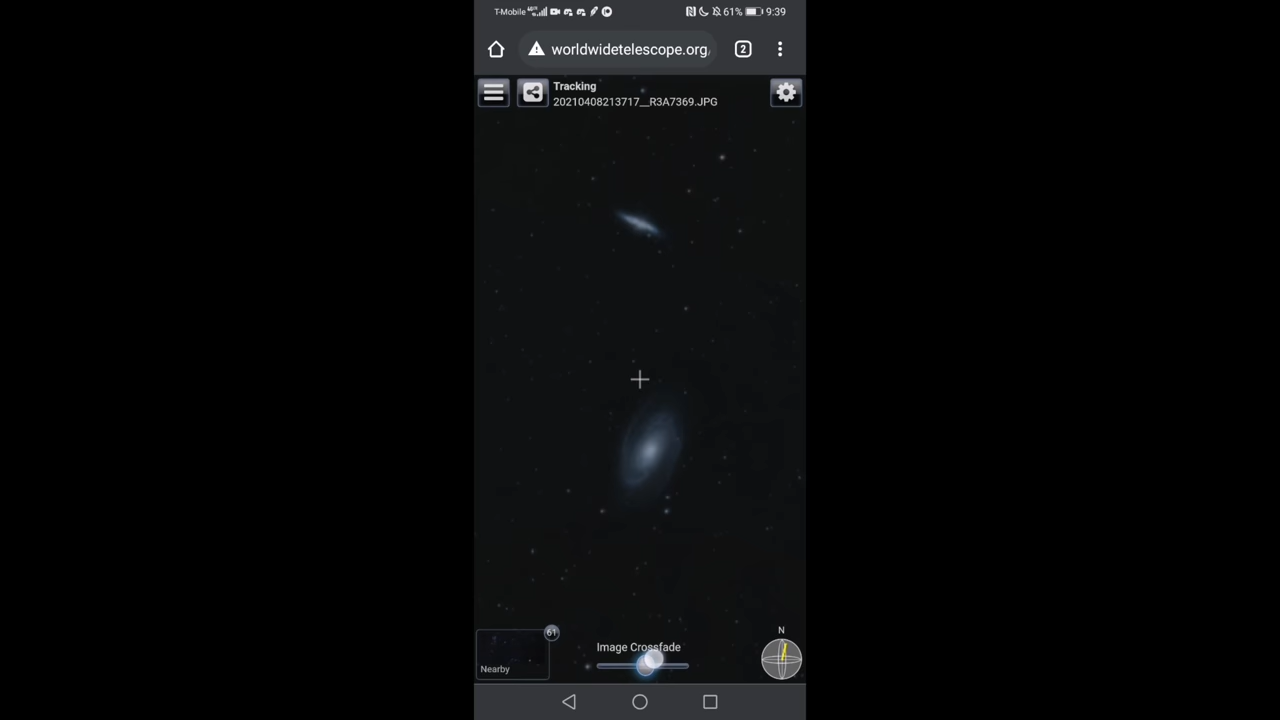 T-Mobile 61% 9:39
worldwidetelescope.org, 2
Tracking
20210408213717__R3A7369.JPG
N
61
Image Crossfade
Nearby